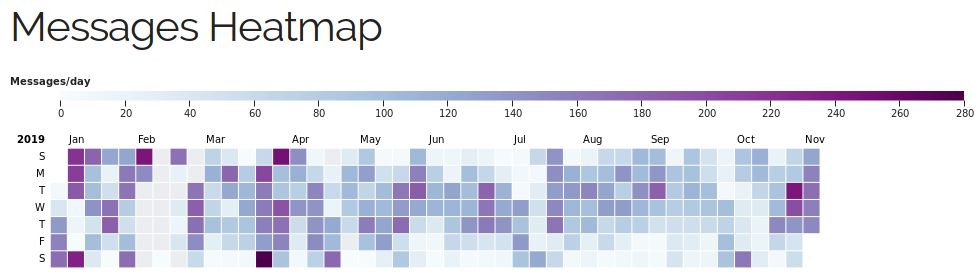 Messages Heatmap
Messages/day
0 20 40 60 80 100 120 140 160 180 200 220 240 260 280
2019 Jan Feb Mar Apr May Jun Jul Aug Sep Oct Nov
S
M
T
W
T
F
S